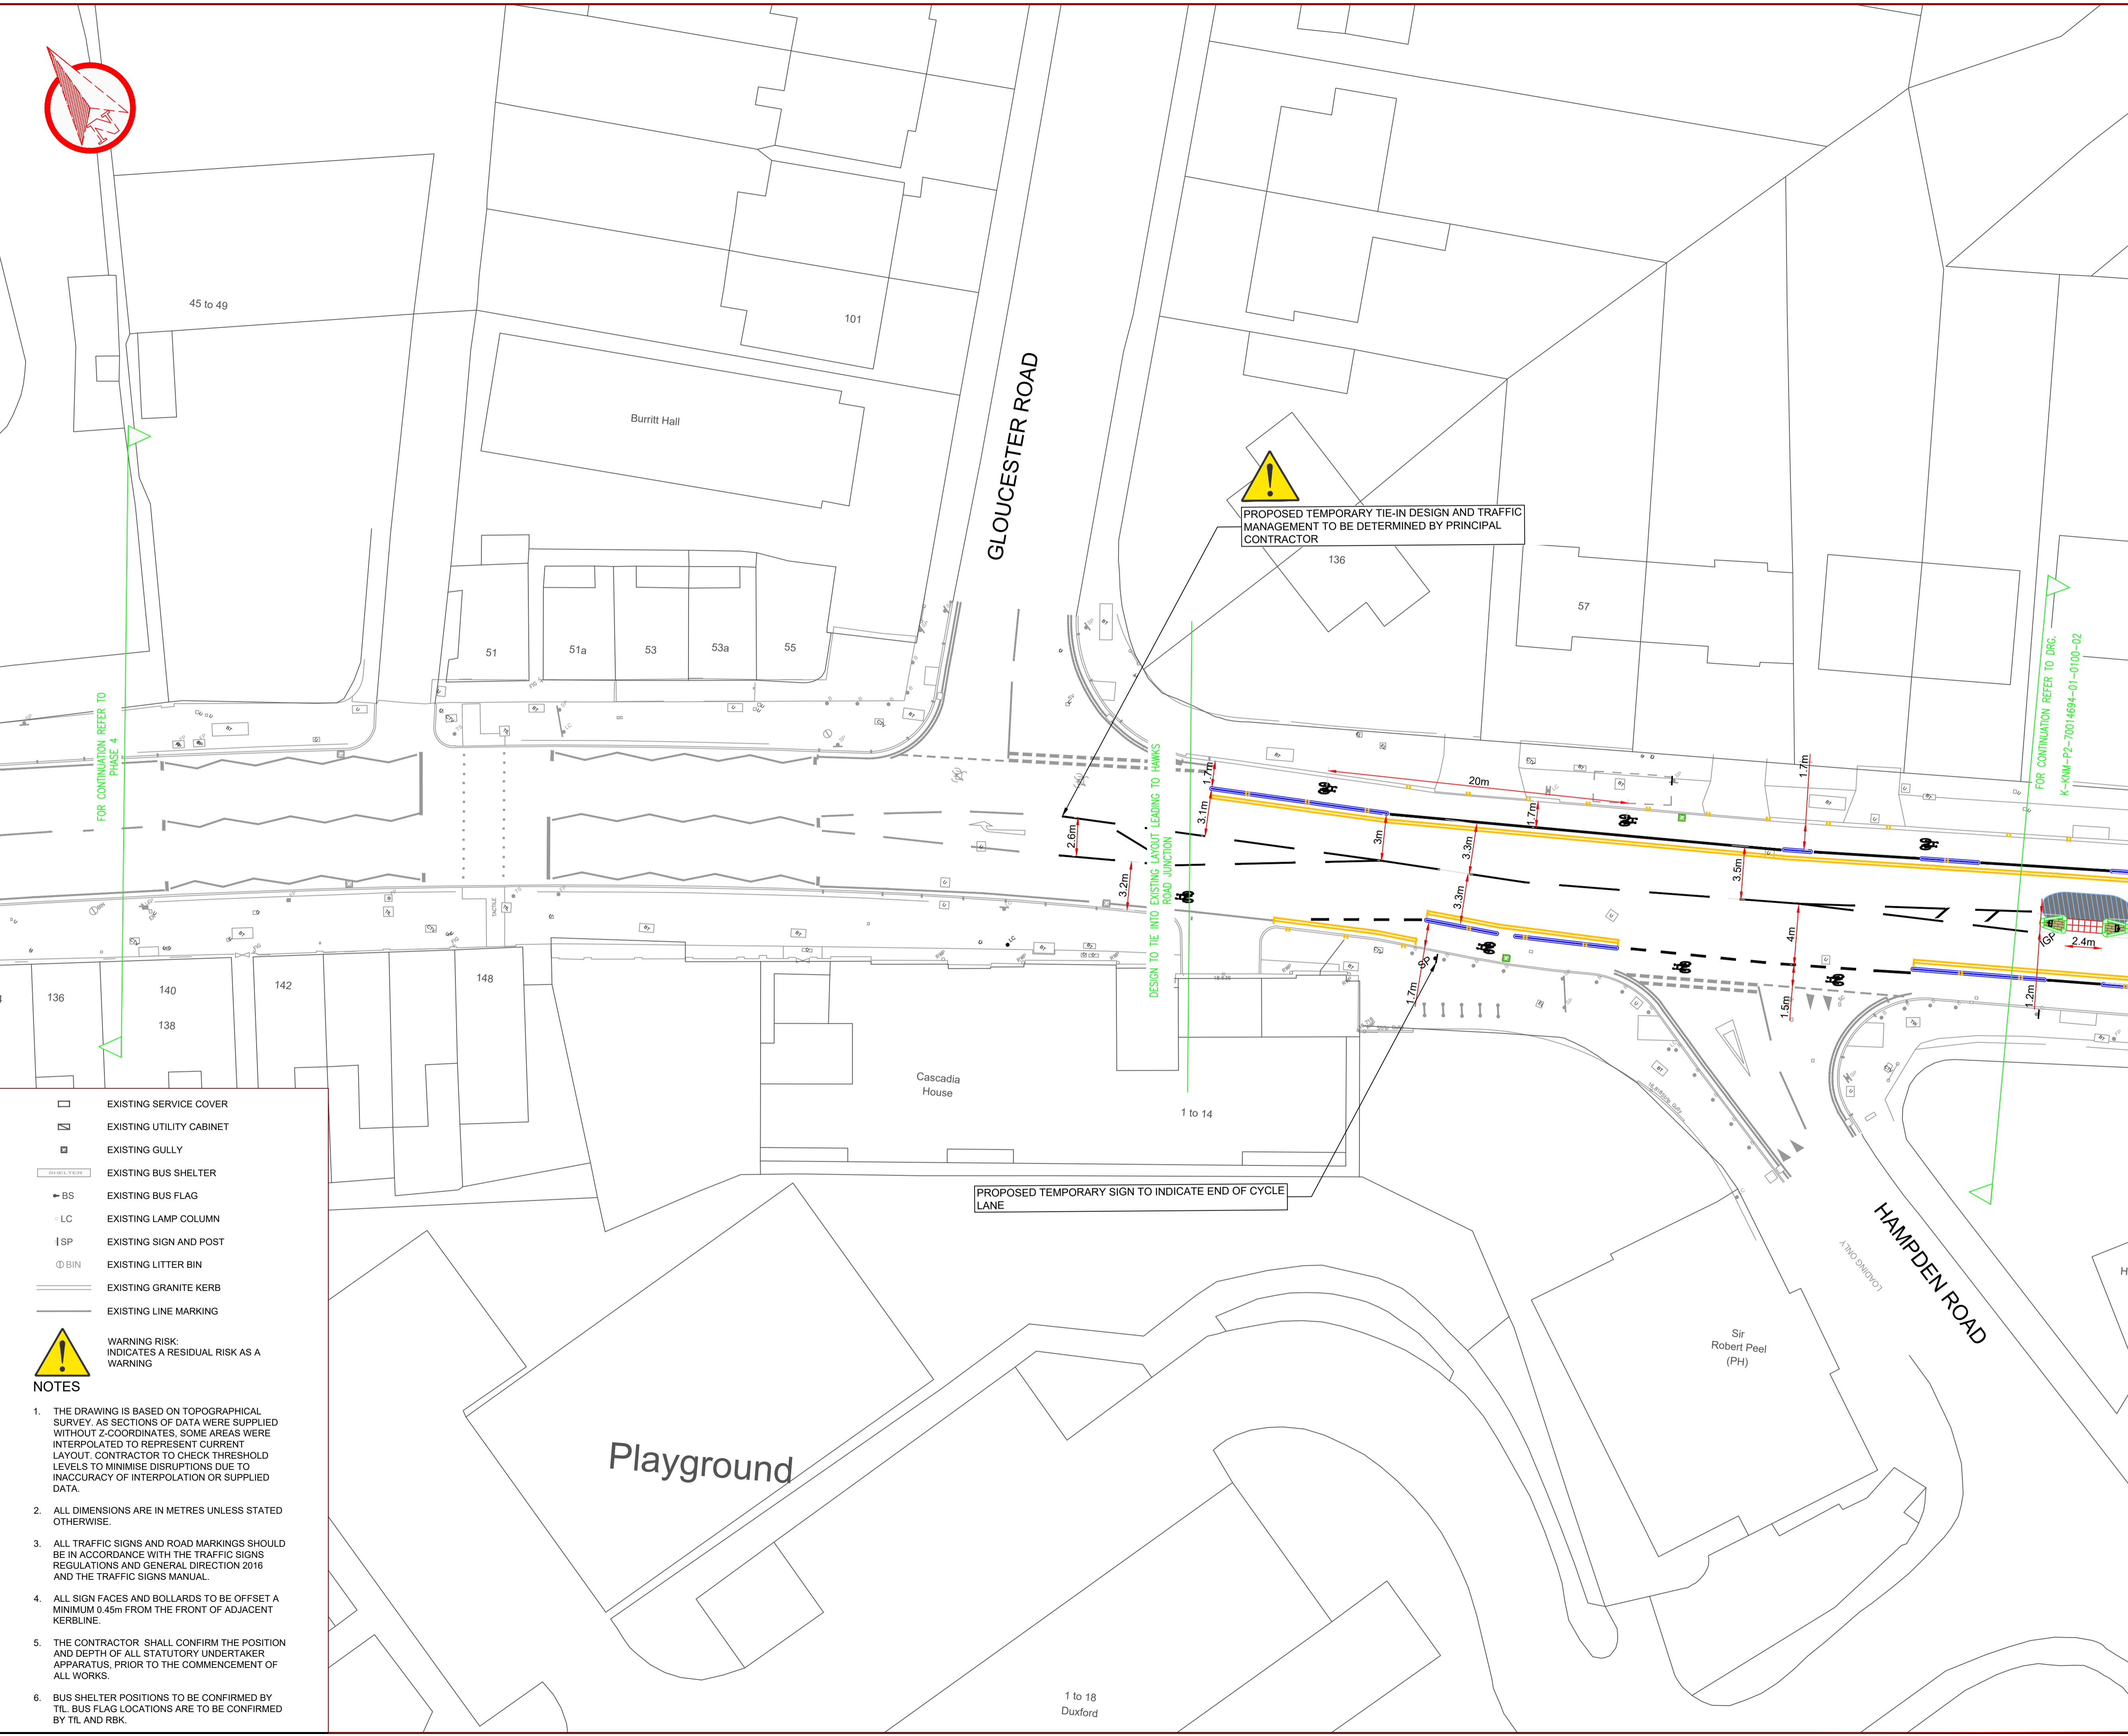 N
45 to 49
101
Burritt Hall
GLOUCESTER ROAD
PROPOSED TEMPORARY TIE-IN DESIGN AND TRAFFIC
MANAGEMENT TO BE DETERMINED BY PRINCIPAL
CONTRACTOR
136
57
51
51a
53
53a
55
FOR CONTINUATION REFER TO
PHASE 4
FOR CONTINUATION REFER TO DRG.
K-KNM-P2-70014694-01-0100-02
DESIGN TO TIE INTO EXISTING LAYOUT LEADING TO HAWKS
ROAD JUNCTION
1.7m
20m
1.7m
3.1m
1.7m
2.6m
3m
3.3m
3.5m
3.2m
3.3m
4m
IGP
2.4m
SP
1.7m
1.5m
1.2m
TACTILE
LC
136
140
138
142
148
Cascadia
House
1 to 14
PROPOSED TEMPORARY SIGN TO INDICATE END OF CYCLE
LANE
HAMPDEN ROAD
LOADING ONLY
Sir
Robert Peel
(PH)
H
Playground
1 to 18
Duxford
EXISTING SERVICE COVER
EXISTING UTILITY CABINET
EXISTING GULLY
SHELTER EXISTING BUS SHELTER
BS EXISTING BUS FLAG
LC EXISTING LAMP COLUMN
SP EXISTING SIGN AND POST
BIN EXISTING LITTER BIN
EXISTING GRANITE KERB
EXISTING LINE MARKING
WARNING RISK:
INDICATES A RESIDUAL RISK AS A
WARNING
NOTES
1. THE DRAWING IS BASED ON TOPOGRAPHICAL
SURVEY. AS SECTIONS OF DATA WERE SUPPLIED
WITHOUT Z-COORDINATES, SOME AREAS WERE
INTERPOLATED TO REPRESENT CURRENT
LAYOUT. CONTRACTOR TO CHECK THRESHOLD
LEVELS TO MINIMISE DISRUPTIONS DUE TO
INACCURACY OF INTERPOLATION OR SUPPLIED
DATA.
2. ALL DIMENSIONS ARE IN METRES UNLESS STATED
OTHERWISE.
3. ALL TRAFFIC SIGNS AND ROAD MARKINGS SHOULD
BE IN ACCORDANCE WITH THE TRAFFIC SIGNS
REGULATIONS AND GENERAL DIRECTION 2016
AND THE TRAFFIC SIGNS MANUAL.
4. ALL SIGN FACES AND BOLLARDS TO BE OFFSET A
MINIMUM 0.45m FROM THE FRONT OF ADJACENT
KERBLINE.
5. THE CONTRACTOR SHALL CONFIRM THE POSITION
AND DEPTH OF ALL STATUTORY UNDERTAKER
APPARATUS, PRIOR TO THE COMMENCEMENT OF
ALL WORKS.
6. BUS SHELTER POSITIONS TO BE CONFIRMED BY
TfL. BUS FLAG LOCATIONS ARE TO BE CONFIRMED
BY TfL AND RBK.